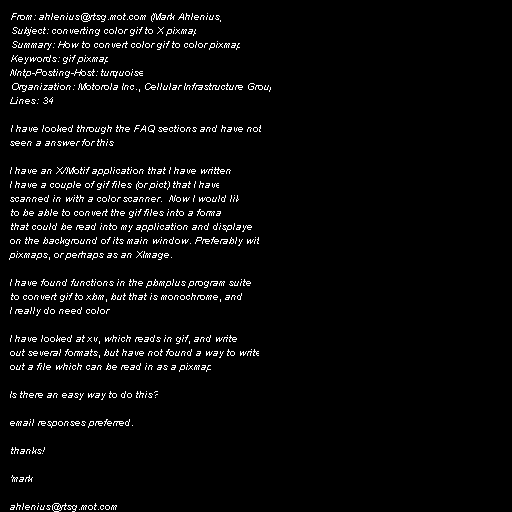 From: ahlenius@rtsg.mot.com (Mark Ahlenius)
Subject: converting color gif to X pixmap
Summary: How to convert color gif to color pixmap
Keywords: gif pixmap
Nntp-Posting-Host: turquoise
Organization: Motorola Inc., Cellular Infrastructure Grou
Lines: 34

I have looked through the FAQ sections and have not
seen a answer for this

I have an X/Motif application that I have written
I have a couple of gif files (or pict) that I have
scanned in with a color scanner.  Now I would lik
to be able to convert the gif files into a forma
that could be read into my application and displaye
on the background of its main window. Preferably wit
pixmaps, or perhaps as an XImage.

I have found functions in the pbmplus program suite
to convert gif to xbm, but that is monochrome, and
I really do need color

I have looked at xv, which reads in gif, and write
out several formats, but have not found a way to write
out a file which can be read in as a pixmap

Is there an easy way to do this?

email responses preferred.

thanks!

'mark

ahlenius@rtsg.mot.com